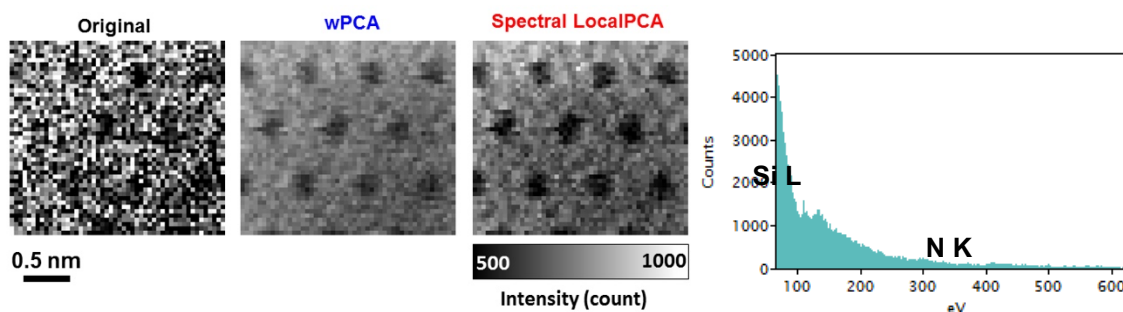 Original
wPCA
Spectral LocalPCA
0.5 nm
500 1000
Intensity (count)
5000
4000
3000
2000
1000
0
Counts
Si L
N K
100 200 300 400 500 600
eV